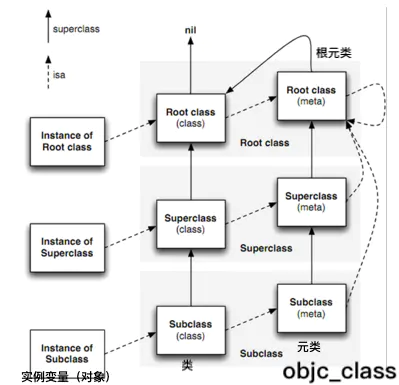 superclass
isa
nil
根元类
Root class
(class)
Root class
(meta)
Root class
Instance of
Root class
Superclass
(class)
Superclass
(meta)
Superclass
Instance of
Superclass
Subclass
(class)
Subclass
(meta)
Subclass
Instance of
Subclass
类
元类
实例变量（对象）
objc_class